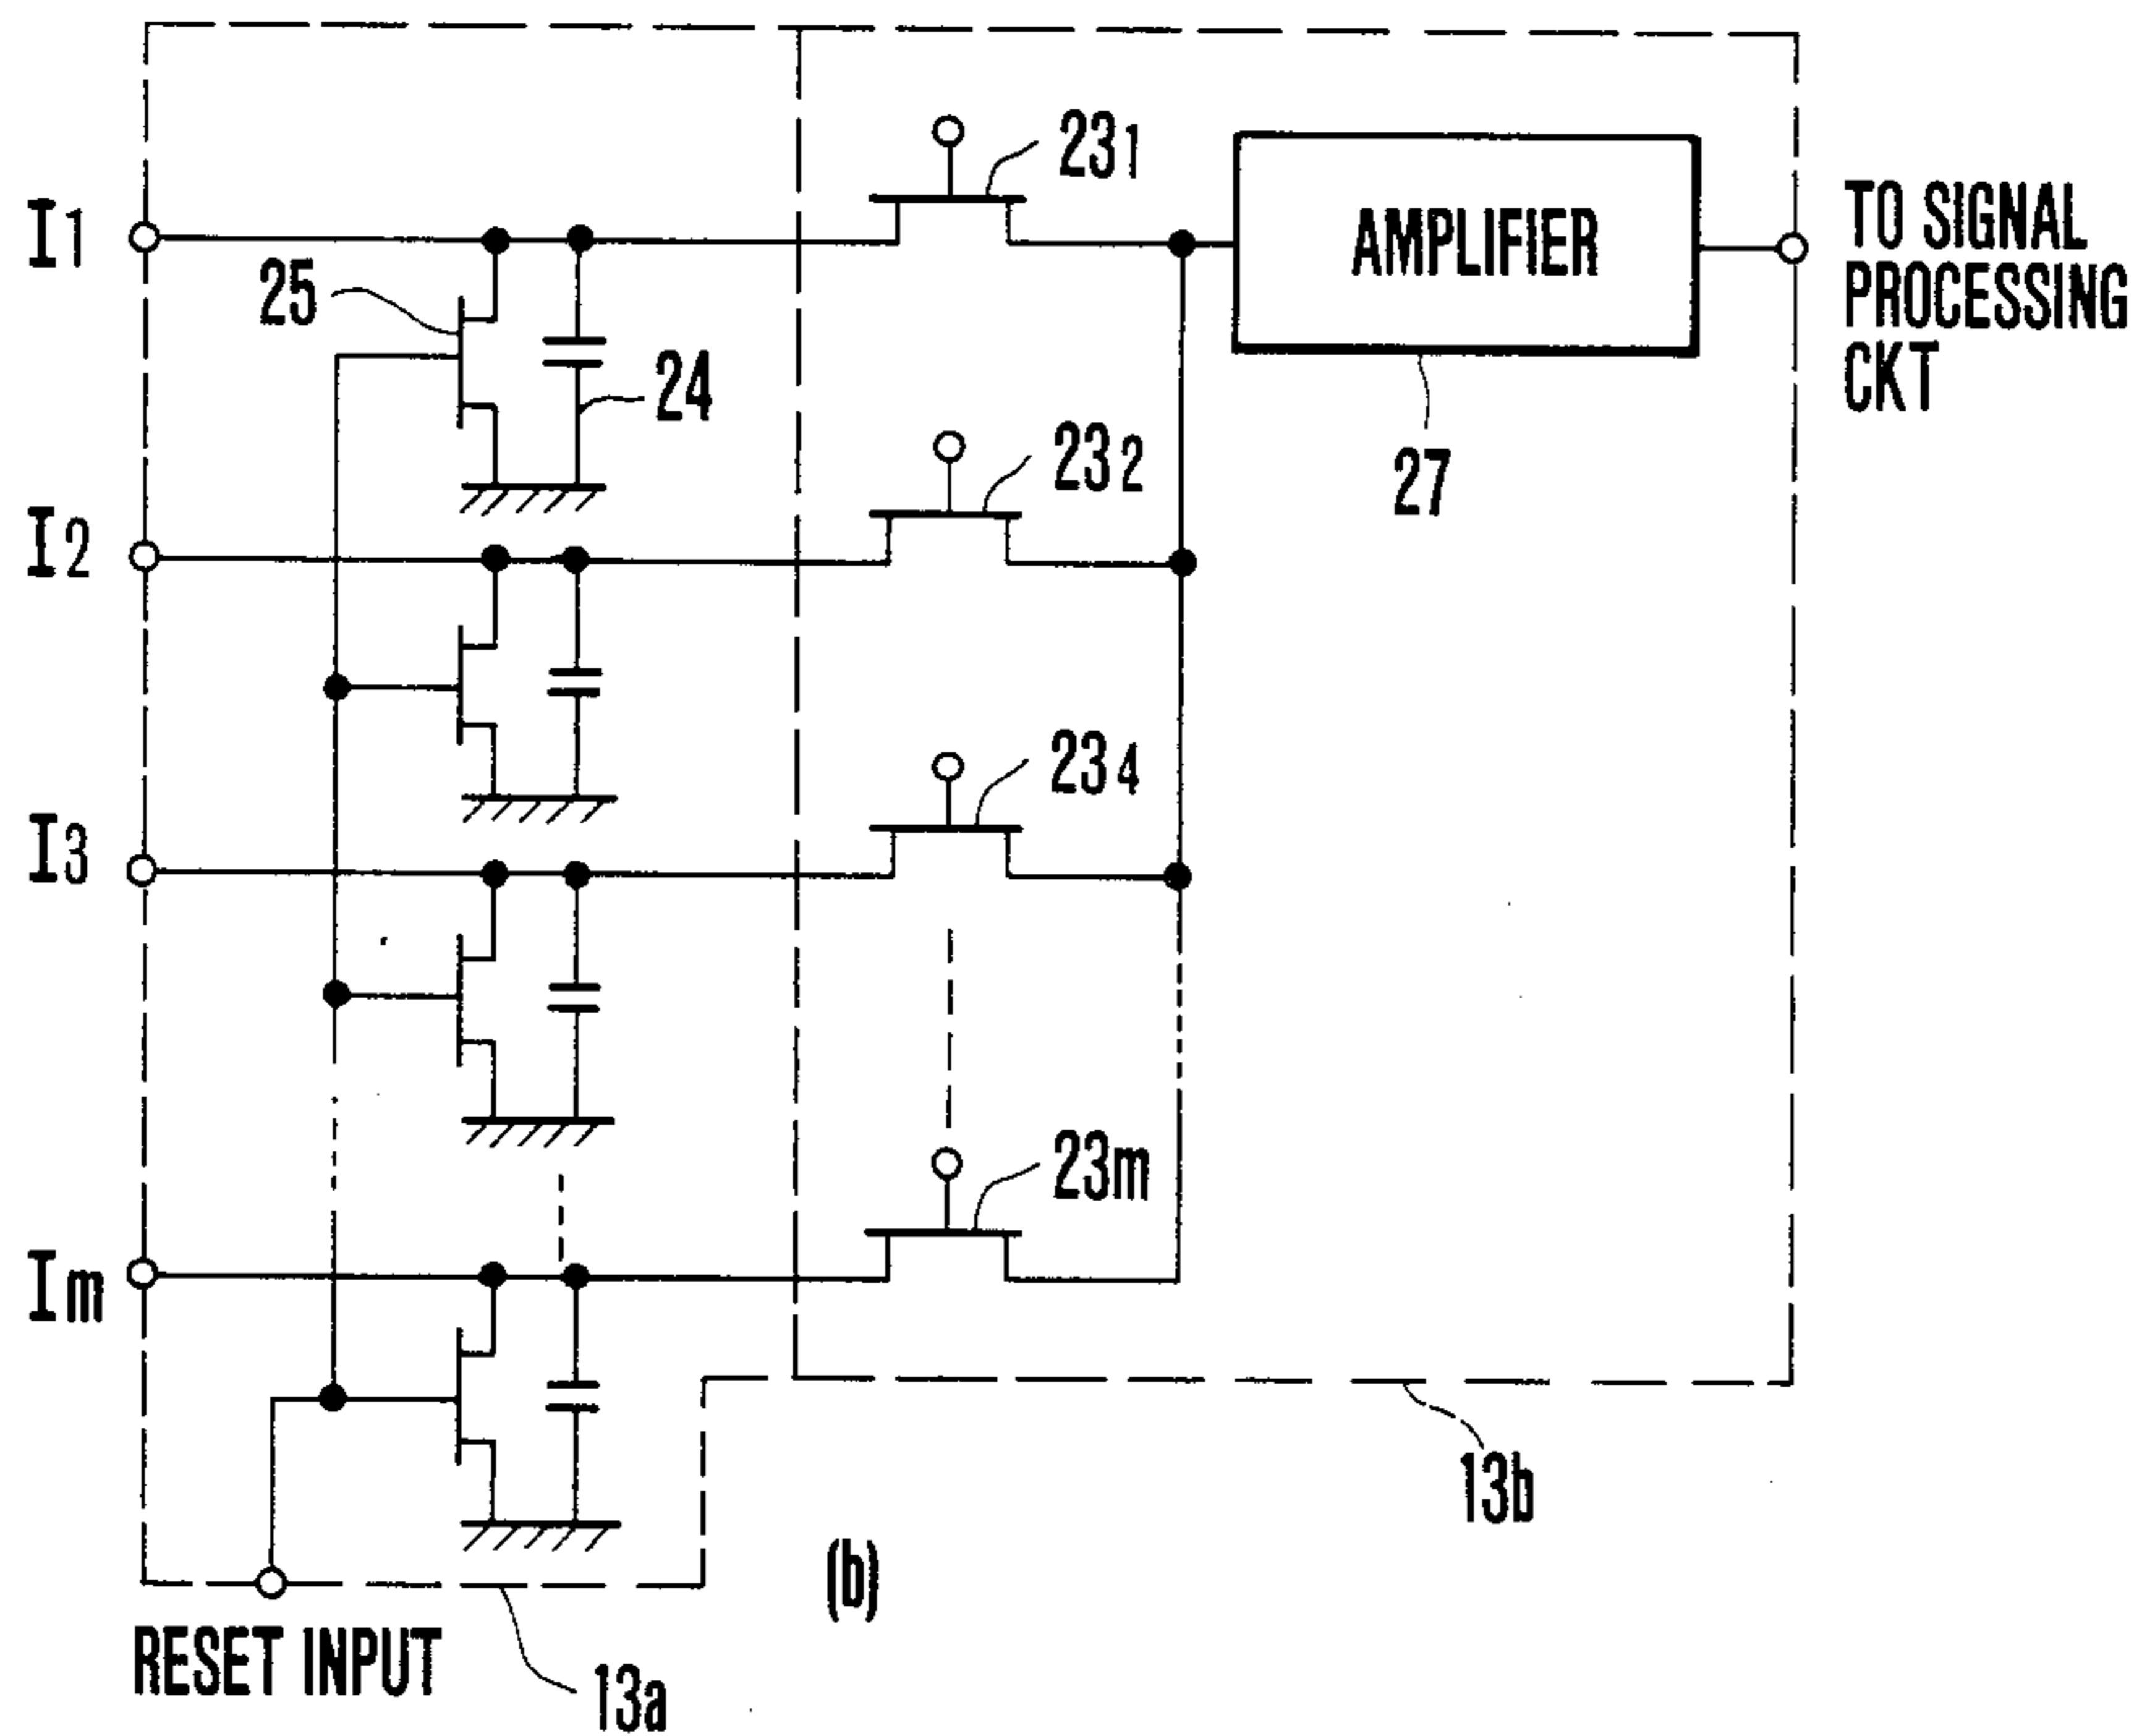 I1
25
24
231
AMPLIFIER
27
TO SIGNAL
PROCESSING
CKT
I2
232
I3
234
Im
23m
RESET INPUT
13a
(b)
13b